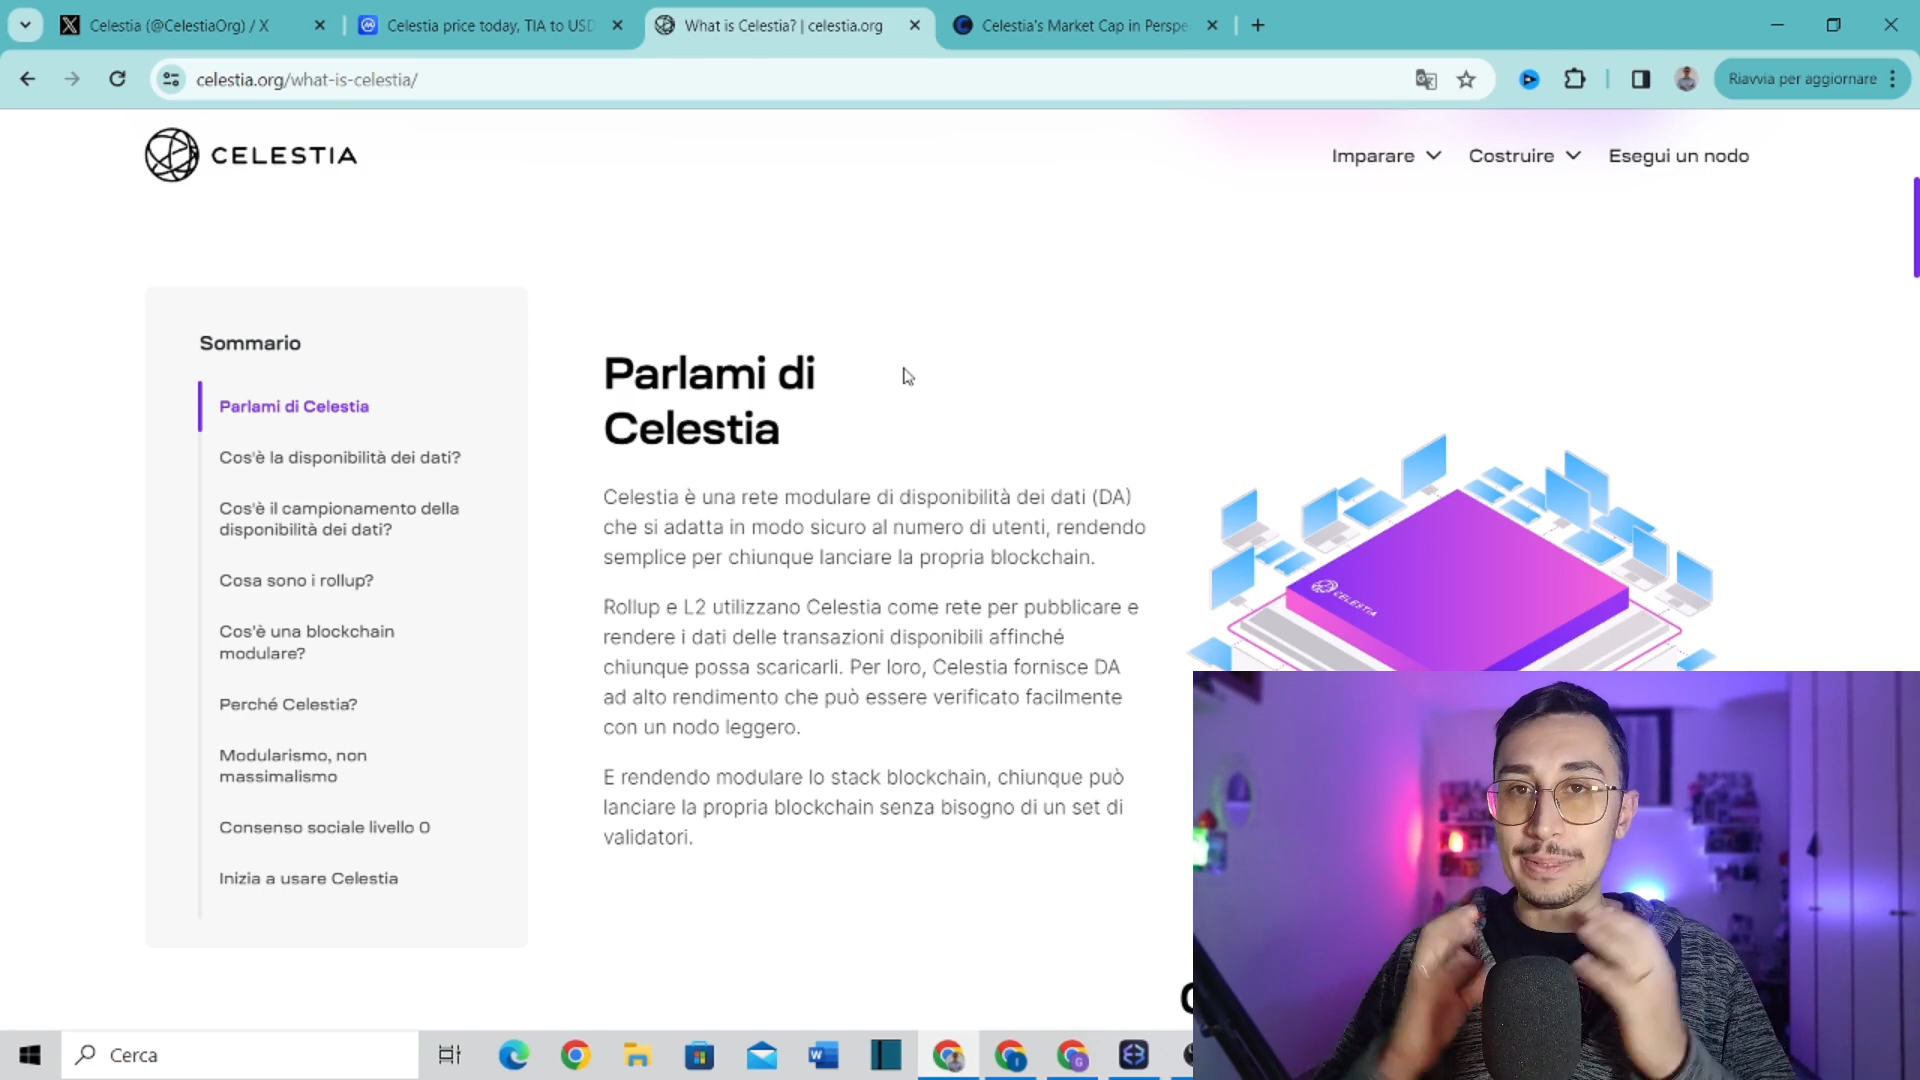 Celestia (@CelestiaOrg) / X
Celestia price today, TIA to USD
What is Celestia? | celestia.org
Celestia's Market Cap in Perspe
celestia.org/what-is-celestia/
Riavvia per aggiornare
CELESTIA
Imparare
Costruire
Esegui un nodo
Sommario
Parlami di Celestia
Cos'è la disponibilità dei dati?
Cos'è il campionamento della
disponibilità dei dati?
Cosa sono i rollup?
Cos'è una blockchain
modulare?
Perché Celestia?
Modularismo, non
massimalismo
Consenso sociale livello 0
Inizia a usare Celestia
Parlami di
Celestia
Celestia è una rete modulare di disponibilità dei dati (DA)
che si adatta in modo sicuro al numero di utenti, rendendo
semplice per chiunque lanciare la propria blockchain.
Rollup e L2 utilizzano Celestia come rete per pubblicare e
rendere i dati delle transazioni disponibili affinché
chiunque possa scaricarli. Per loro, Celestia fornisce DA
ad alto rendimento che può essere verificato facilmente
con un nodo leggero.
E rendendo modulare lo stack blockchain, chiunque può
lanciare la propria blockchain senza bisogno di un set di
validatori.
CELESTIA
Cerca